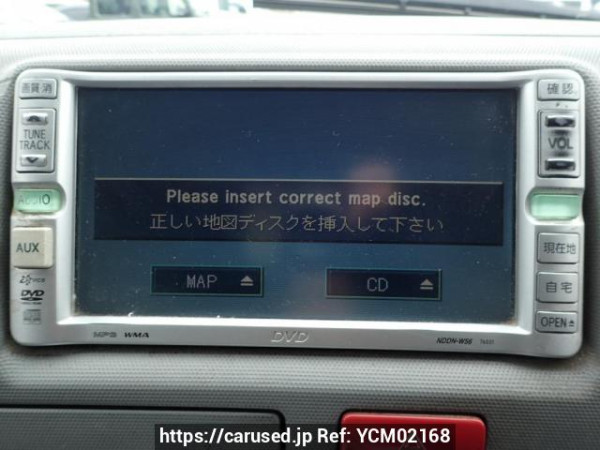 画質消
確認
TUNE
TRACK
VOL
AUDIO
Please insert correct map disc.
正しい地図ディスクを挿入して下さい
AUX
現在地
MAP
CD
自宅
DVD
OPEN
MP3 WMA
DVD
NDDN-W56
https://carused.jp Ref: YCM02168